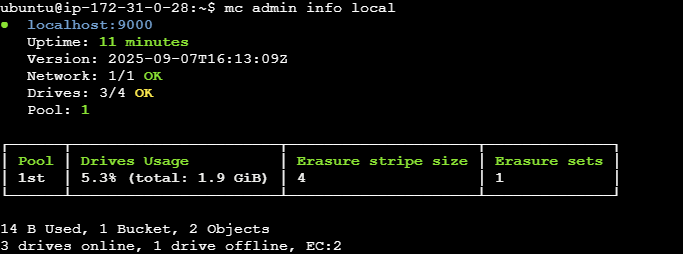 ubuntu@ip-172-31-0-28:~$ mc admin info local
● localhost:9000
Uptime: 11 minutes
Version: 2025-09-07T16:13:09Z
Network: 1/1 OK
Drives: 3/4 OK
Pool: 1
Pool | Drives Usage | Erasure stripe size | Erasure sets
1st | 5.3% (total: 1.9 GiB) | 4 | 1
14 B Used, 1 Bucket, 2 Objects
3 drives online, 1 drive offline, EC:2